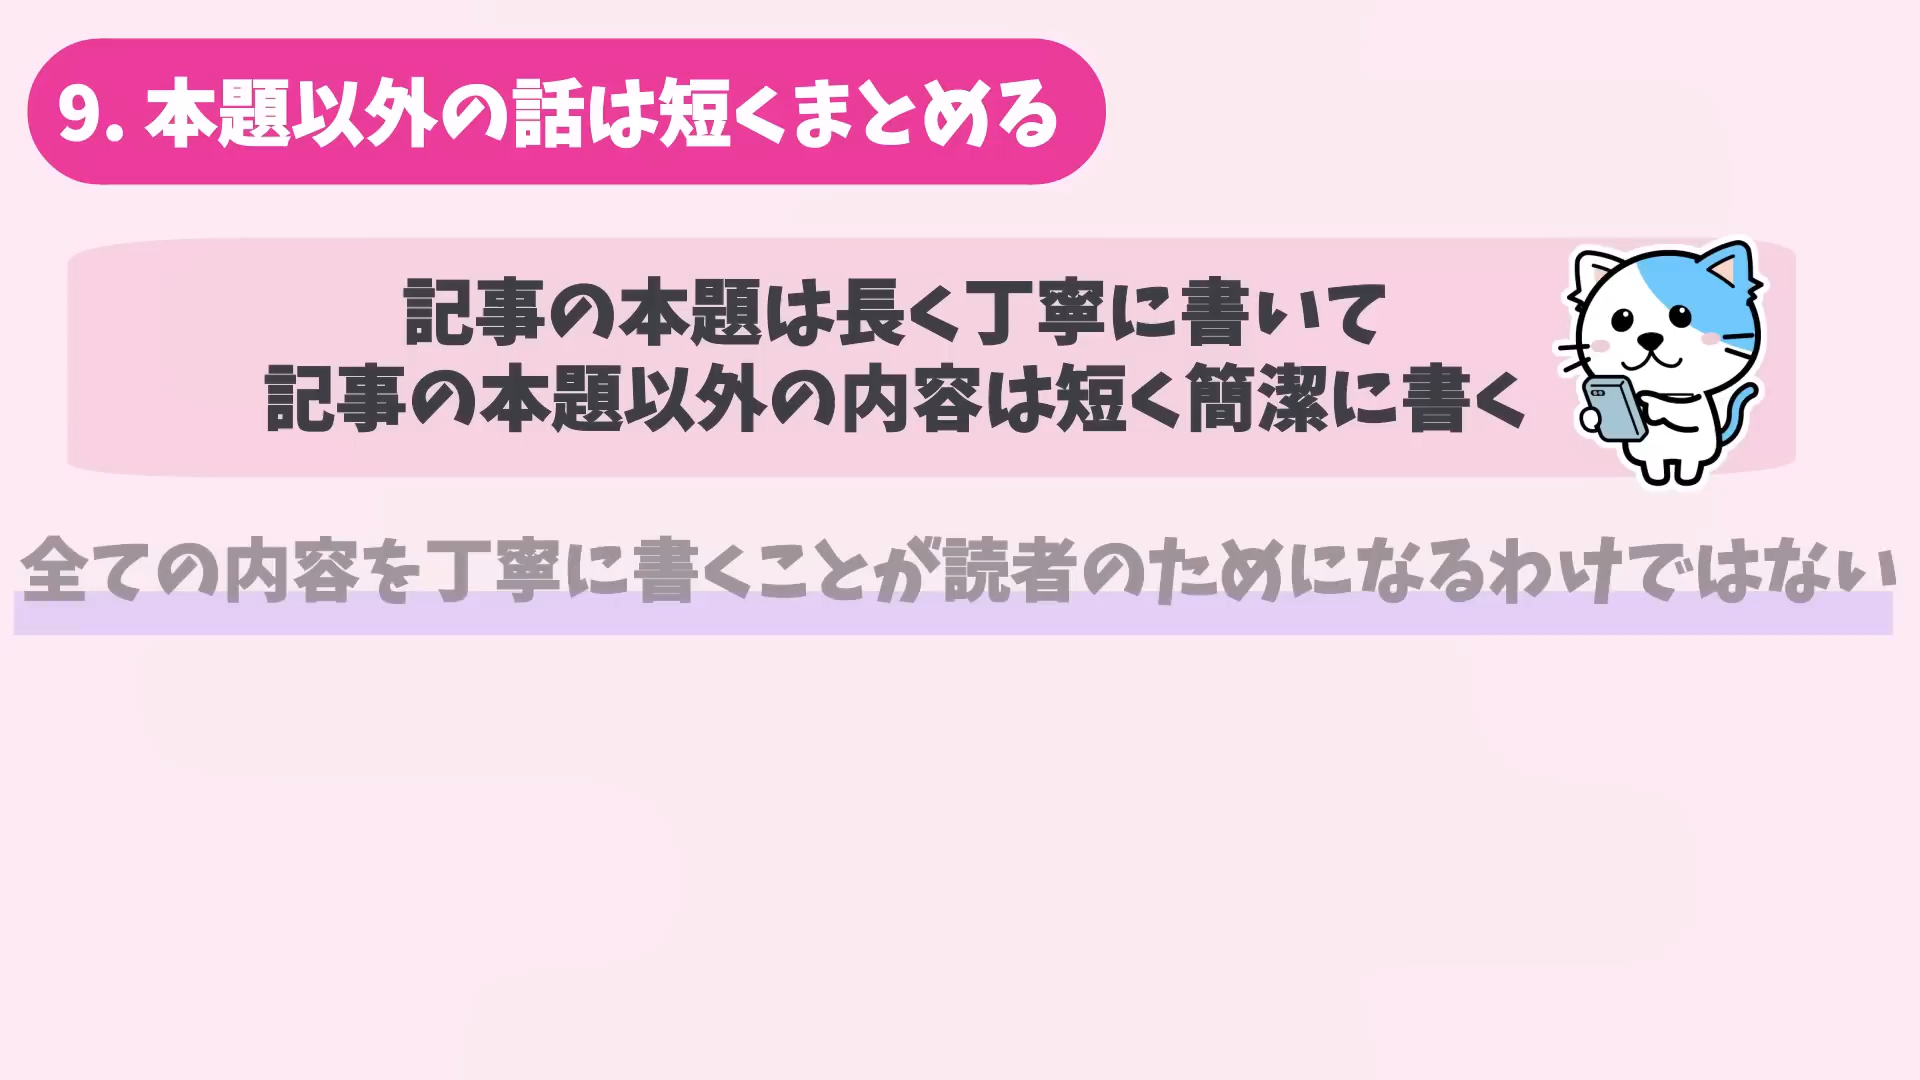 9. 本題以外の話は短くまとめる
記事の本題は長く丁寧に書いて
記事の本題以外の内容は短く簡潔に書く
全ての内容を丁寧に書くことが読者のためになるわけではない